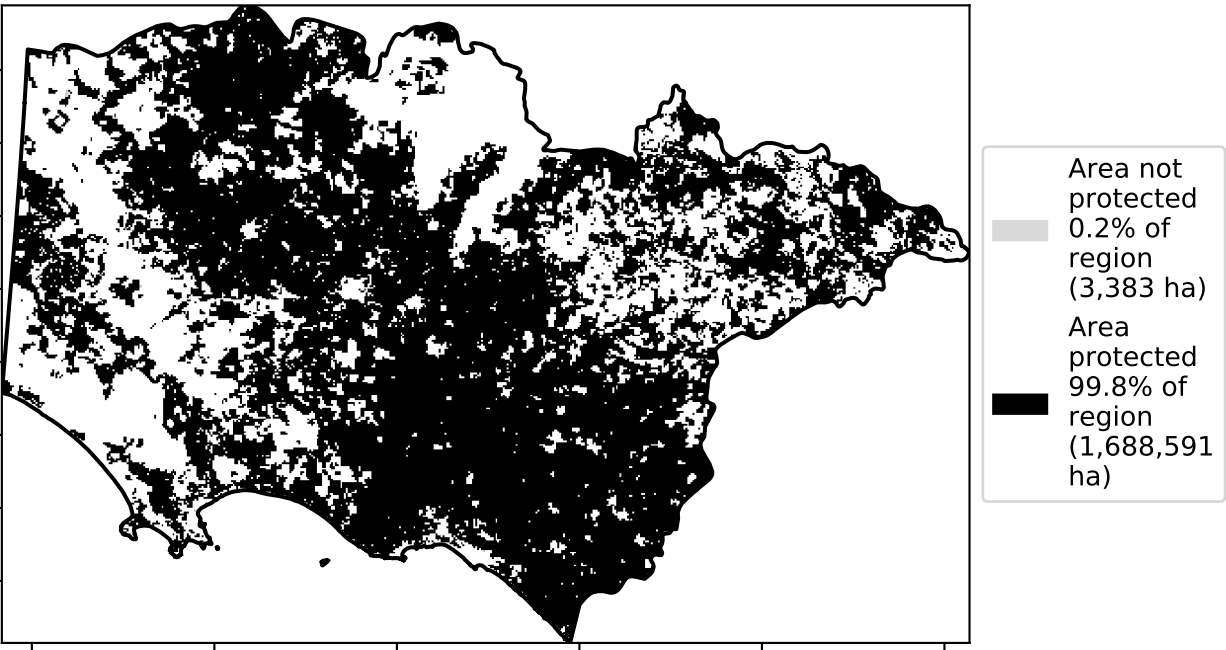 Area not
protected
0.2% of
region
(3,383 ha)
Area
protected
99.8% of
region
(1,688,591
ha)